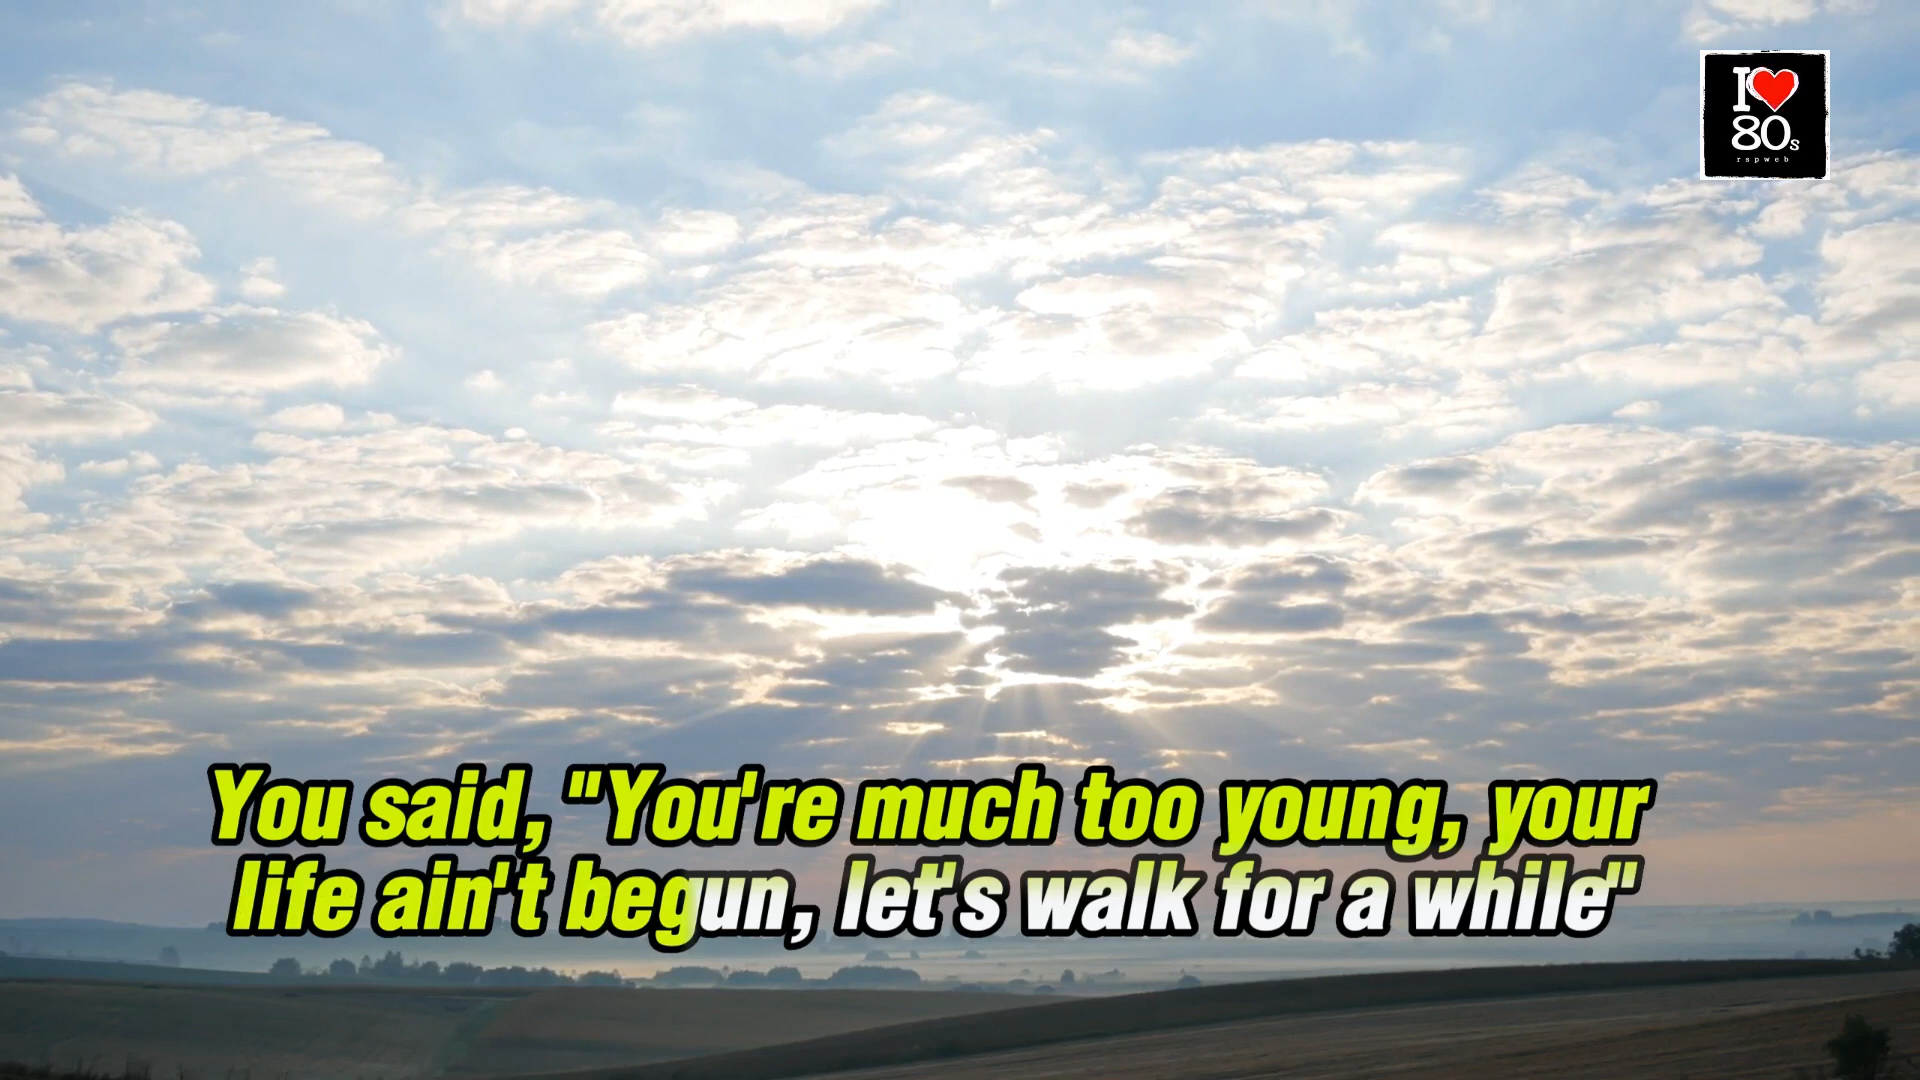 I ❤ 80s
rspweb
You said, "You're much too young, your
life ain't begun, let's walk for a while"